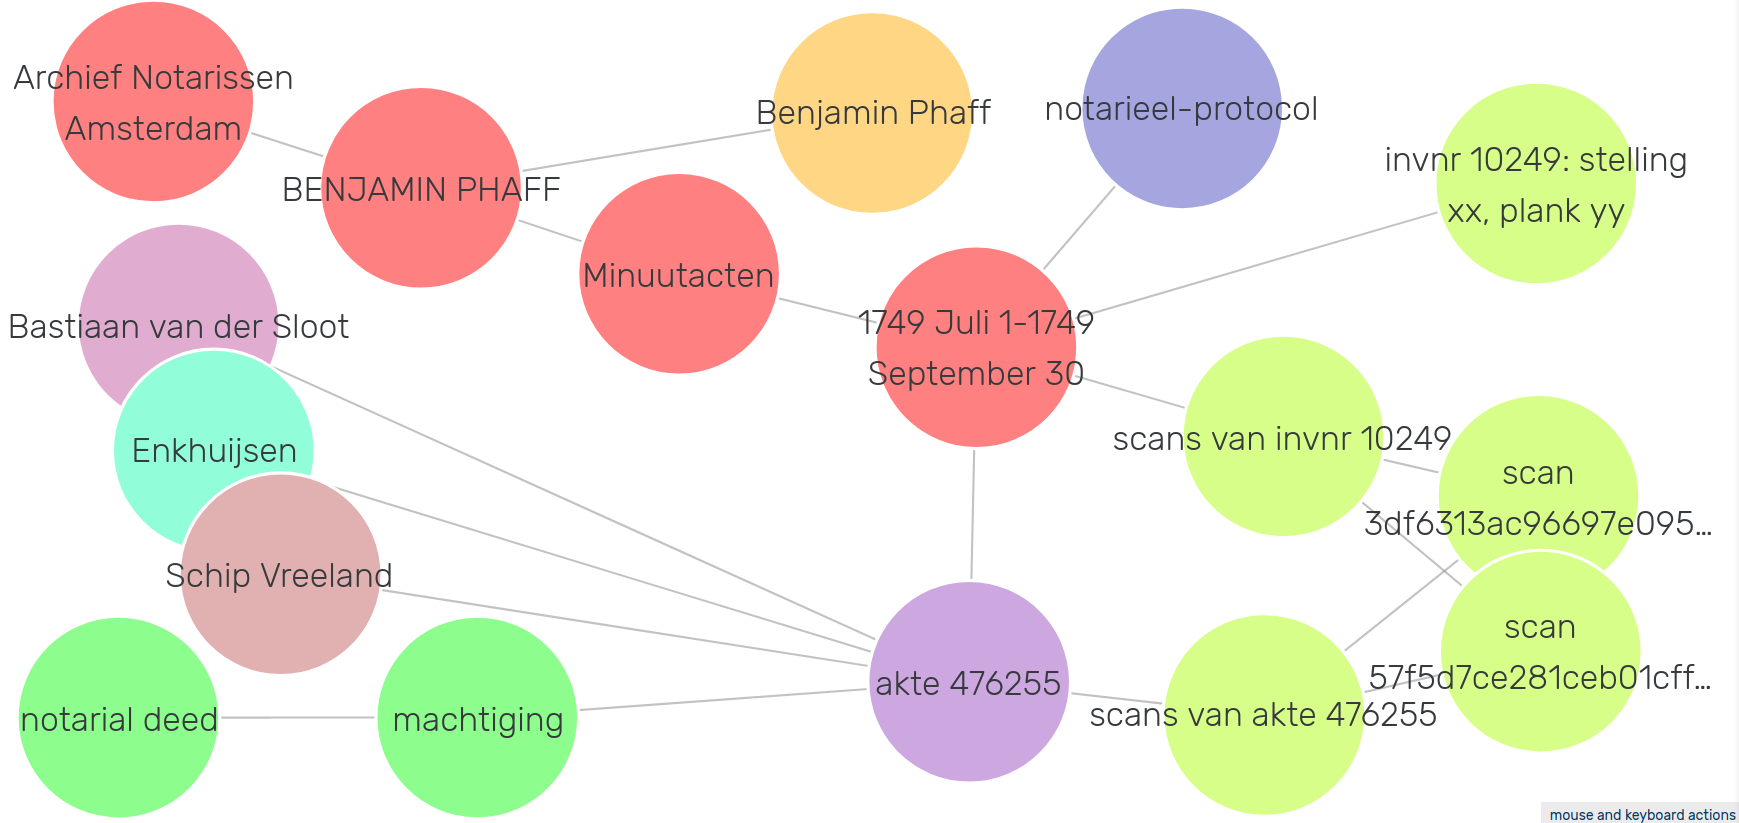 Archief Notarissen
Amsterdam
BENJAMIN PHAFF
Benjamin Phaff
notarieel-protocol
invnr 10249: stelling
xx, plank yy
Minuutacten
1749 Juli 1-1749
September 30
Bastiaan van der Sloot
Enkhuijsen
Schip Vreeland
scans van invnr 10249
scan
3df6313ac96697e095...
scan
57f5d7ce281ceb01cff...
notarial deed
machtiging
akte 476255
scans van akte 476255
mouse and keyboard actions